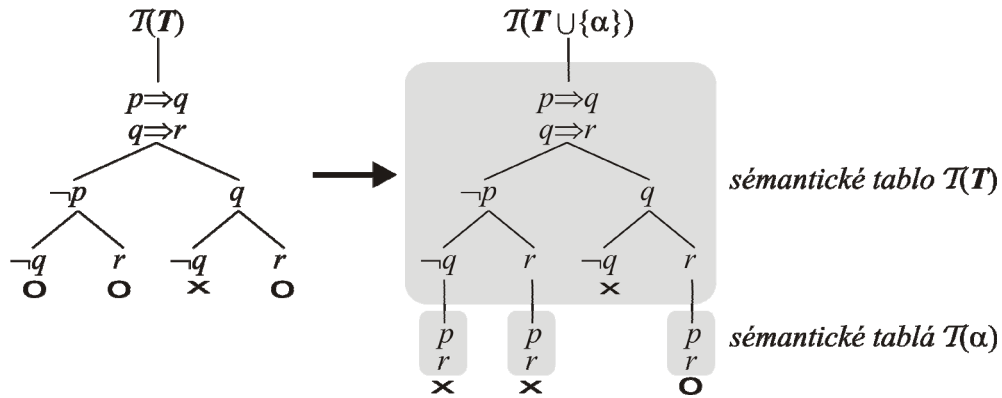 𝒯(T)
p⇒q
q⇒r
¬p q
¬q r ¬q r
O O × O
𝒯(T∪{α})
p⇒q
q⇒r
¬p q
¬q r ¬q r
×
p p p
r r r
× × O
sémantické tablo 𝒯(T)
sémantické tablá 𝒯(α)